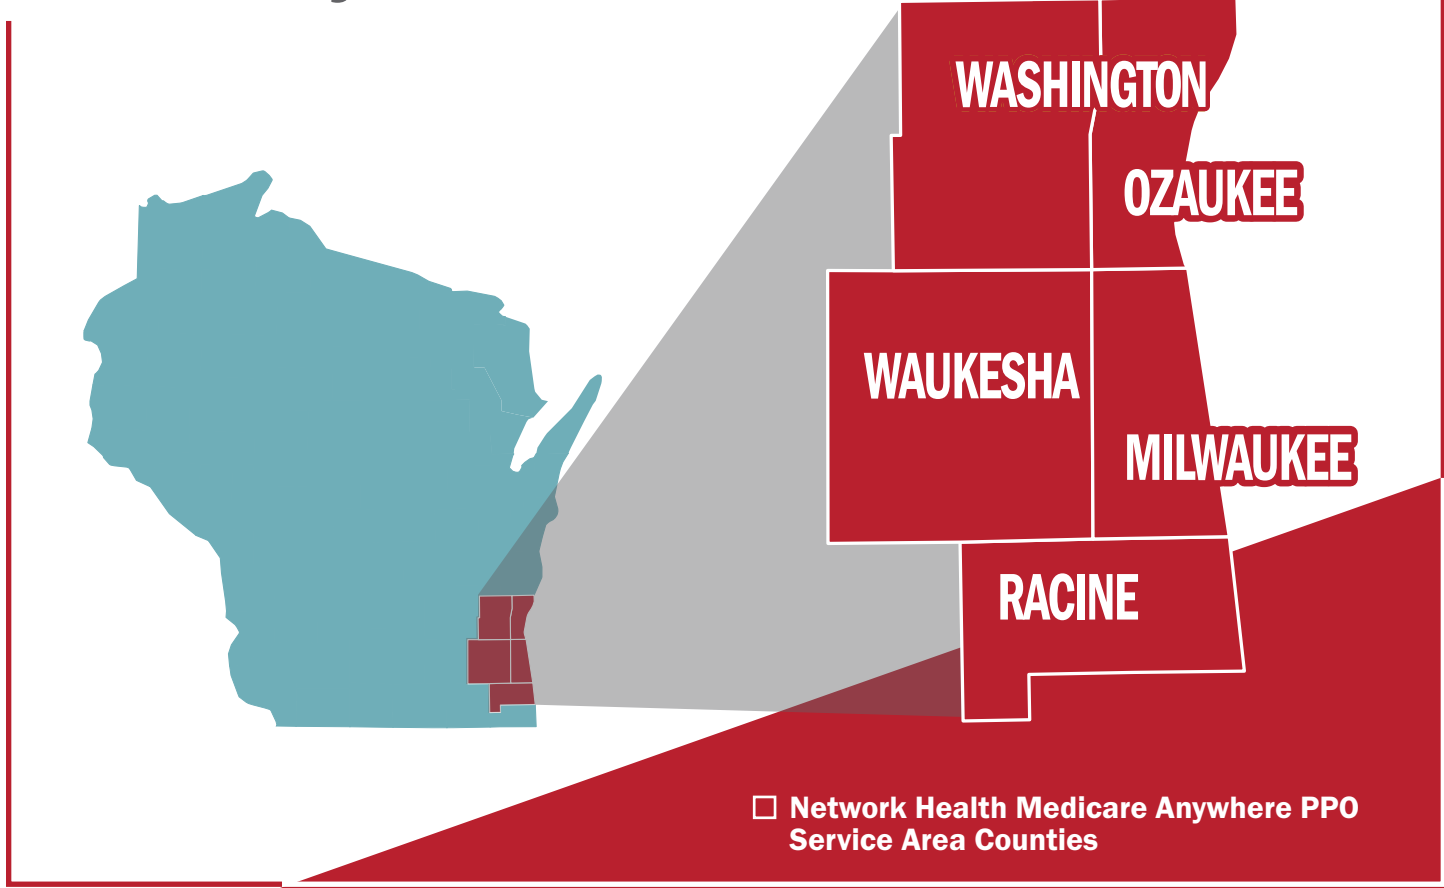 WASHINGTON
OZAUKEE
WAUKESHA
MILWAUKEE
RACINE
Network Health Medicare Anywhere PPO
Service Area Counties